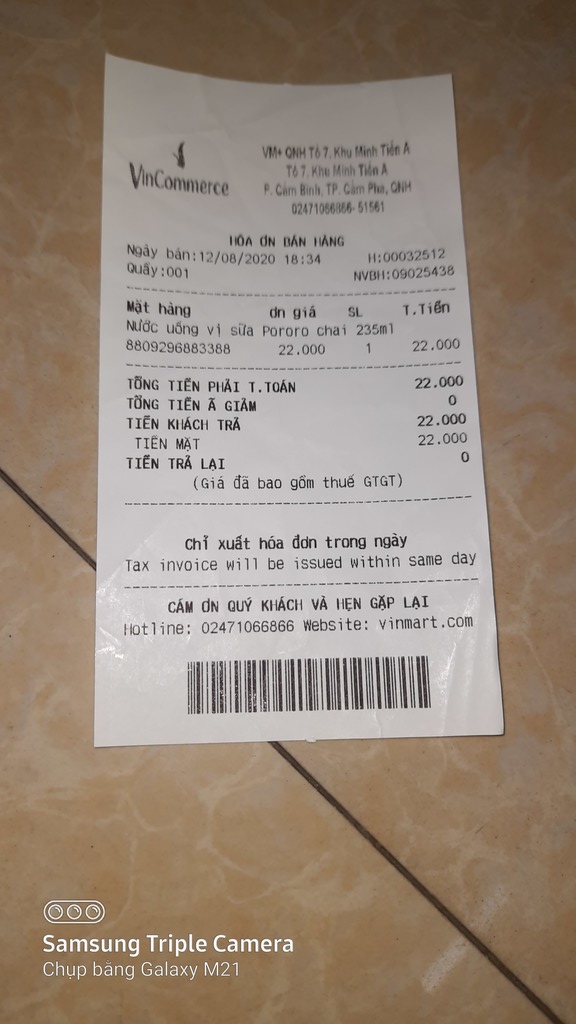 VinCommerce
VM+ QNH Tổ 7, Khu Minh Tiến A
Tổ 7, Khu Minh Tiến A
P. Cẩm Bình, TP. Cẩm Phả, QNH
02471066866- 51561
HÓA ƠN BÁN HÀNG
Ngày bán:12/08/2020 18:34 H:00032512
Quầy:001 NVBH:09025438
Mặt hàng ơn giá SL T.Tiền
Nước uống vị sữa Pororo chai 235ml
8809296883388 22.000 1 22.000
TỔNG TIỀN PHẢI T.TOÁN 22.000
TỔNG TIỀN Ã GIẢM 0
TIỀN KHÁCH TRẢ 22.000
TIỀN MẶT 22.000
TIỀN TRẢ LẠI 0
(Giá đã bao gồm thuế GTGT)
Chỉ xuất hóa đơn trong ngày
Tax invoice will be issued within same day
CẢM ƠN QUÝ KHÁCH VÀ HẸN GẶP LẠI
Hotline: 02471066866 Website: vinmart.com
Samsung Triple Camera
Chụp bằng Galaxy M21